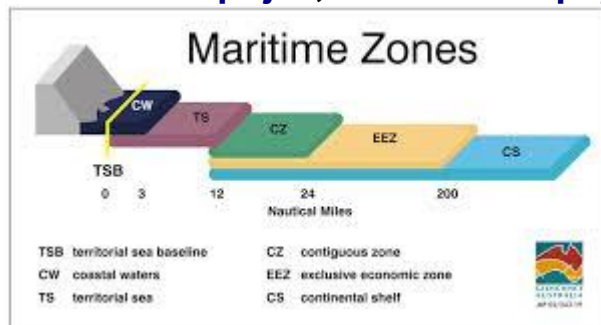 Maritime Zones
CW
TS
CZ
EEZ
CS
TSB
0 3 12 24 200
Nautical Miles
TSB territorial sea baseline
CW coastal waters
TS territorial sea
CZ contiguous zone
EEZ exclusive economic zone
CS continental shelf
AUSTRALIA